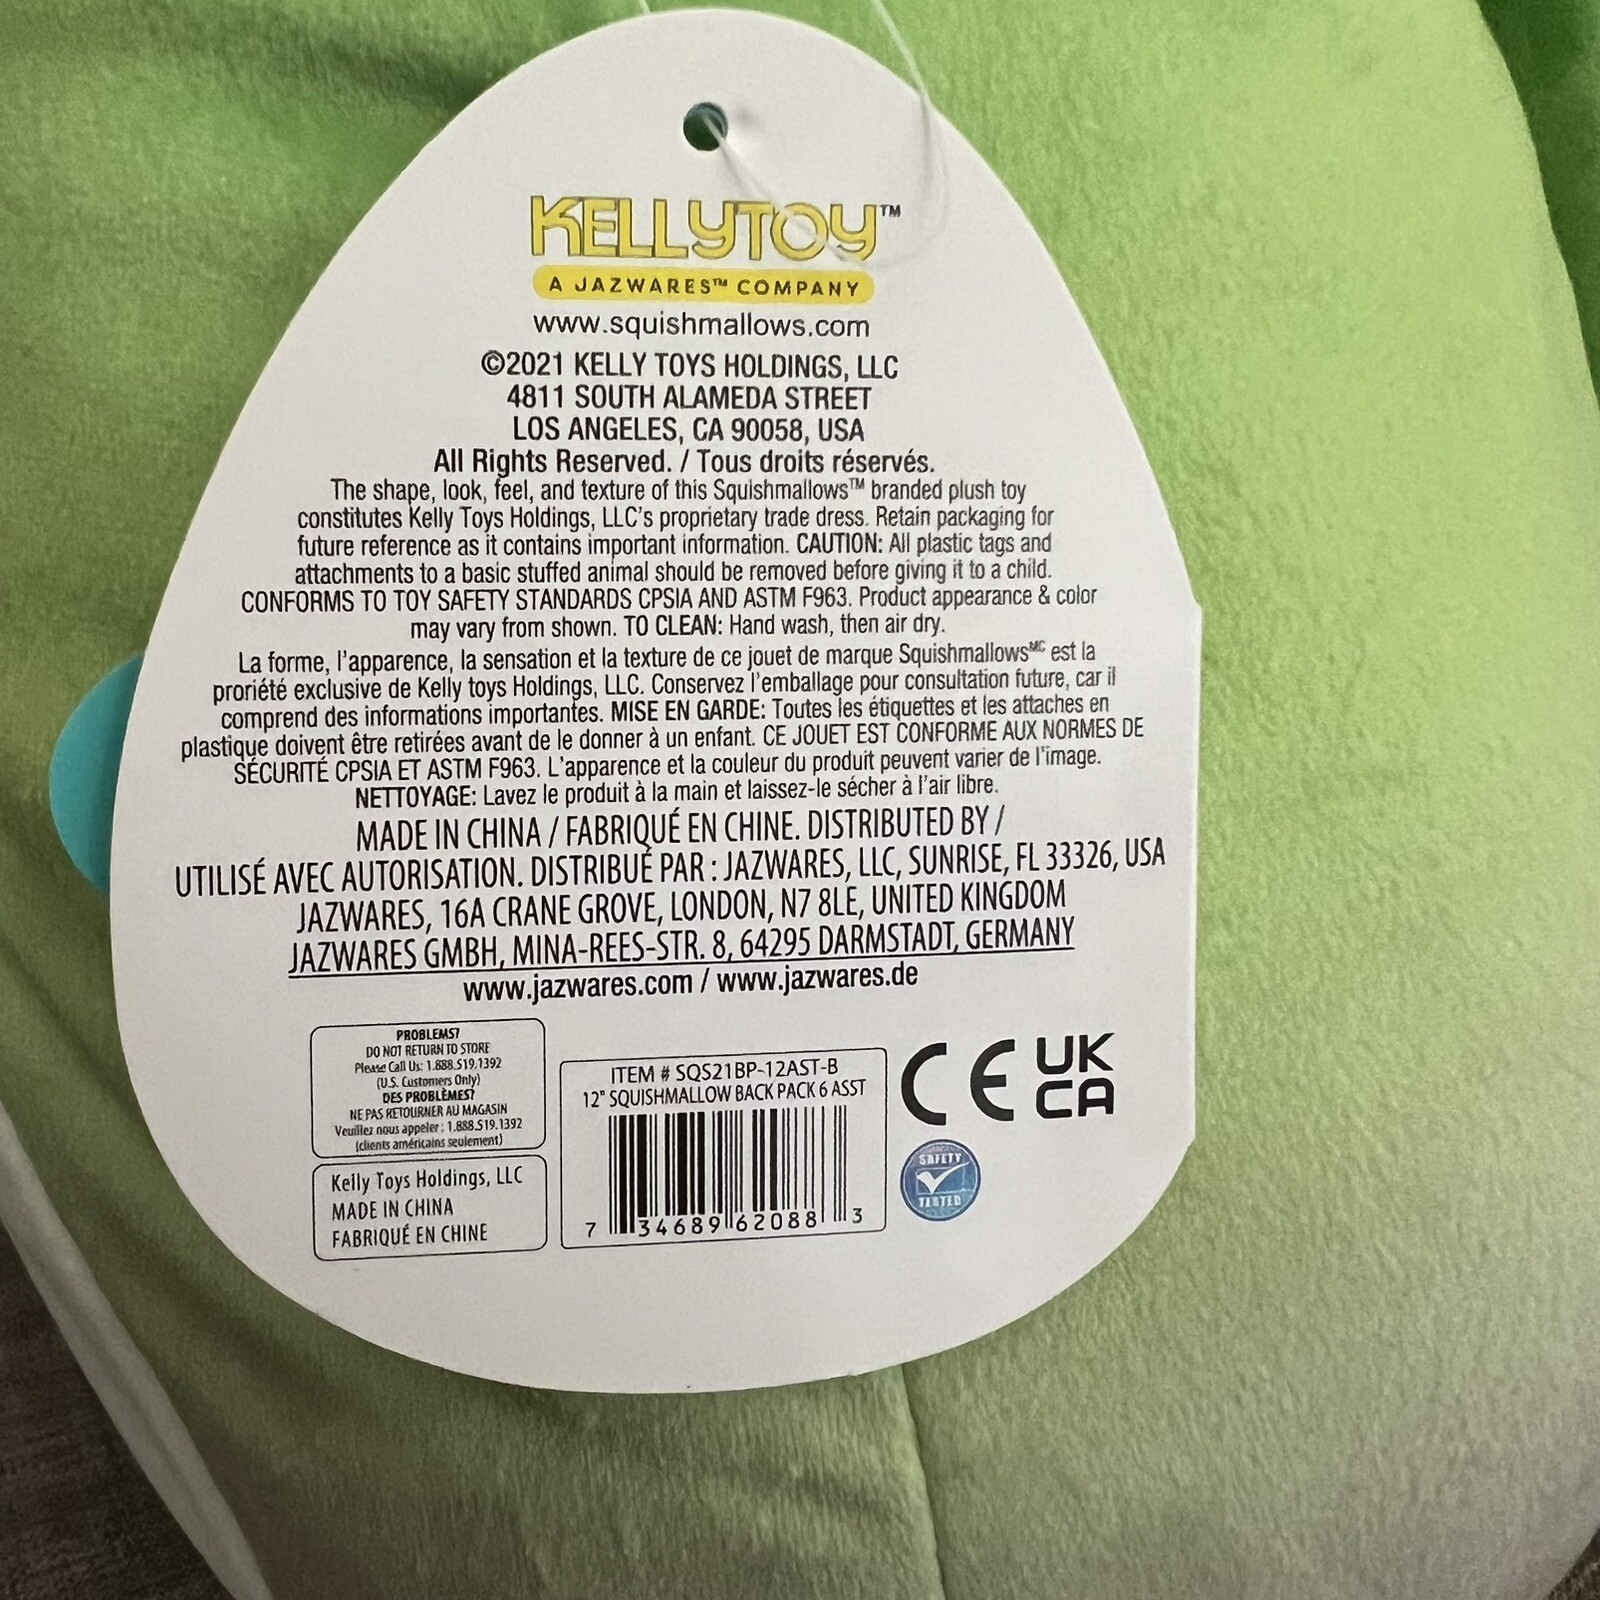 KELLYTOY™
A JAZWARES™ COMPANY
www.squishmallows.com
©2021 KELLY TOYS HOLDINGS, LLC
4811 SOUTH ALAMEDA STREET
LOS ANGELES, CA 90058, USA
All Rights Reserved. / Tous droits réservés.
The shape, look, feel, and texture of this Squishmallows™ branded plush toy
constitutes Kelly Toys Holdings, LLC's proprietary trade dress. Retain packaging for
future reference as it contains important information. CAUTION: All plastic tags and
attachments to a basic stuffed animal should be removed before giving it to a child.
CONFORMS TO TOY SAFETY STANDARDS CPSIA AND ASTM F963. Product appearance & color
may vary from shown. TO CLEAN: Hand wash, then air dry.
La forme, l'apparence, la sensation et la texture de ce jouet de marque Squishmallows MC est la
proriété exclusive de Kelly toys Holdings, LLC. Conservez l'emballage pour consultation future, car il
comprend des informations importantes. MISE EN GARDE: Toutes les étiquettes et les attaches en
plastique doivent être retirées avant de le donner à un enfant. CE JOUET EST CONFORME AUX NORMES DE
SÉCURITÉ CPSIA ET ASTM F963. L'apparence et la couleur du produit peuvent varier de l'image.
NETTOYAGE: Lavez le produit à la main et laissez-le sécher à l'air libre.
MADE IN CHINA / FABRIQUÉ EN CHINE. DISTRIBUTED BY /
UTILISÉ AVEC AUTORISATION. DISTRIBUÉ PAR : JAZWARES, LLC, SUNRISE, FL 33326, USA
JAZWARES, 16A CRANE GROVE, LONDON, N7 8LE, UNITED KINGDOM
JAZWARES GMBH, MINA-REES-STR. 8, 64295 DARMSTADT, GERMANY
www.jazwares.com / www.jazwares.de
PROBLEMS?
DO NOT RETURN TO STORE
Please Call Us: 1.888.519.1392
(U.S. Customers Only)
DES PROBLÈMES?
NE PAS RETOURNER AU MAGASIN
Veuillez nous appeler : 1.888.519.1392
(clients américains seulement)
Kelly Toys Holdings, LLC
MADE IN CHINA
FABRIQUÉ EN CHINE
ITEM # SQS21BP-12AST-B
12" SQUISHMALLOW BACK PACK 6 ASST
7 34689 62088 3
CE
UK
CA
SAFETY
TESTED